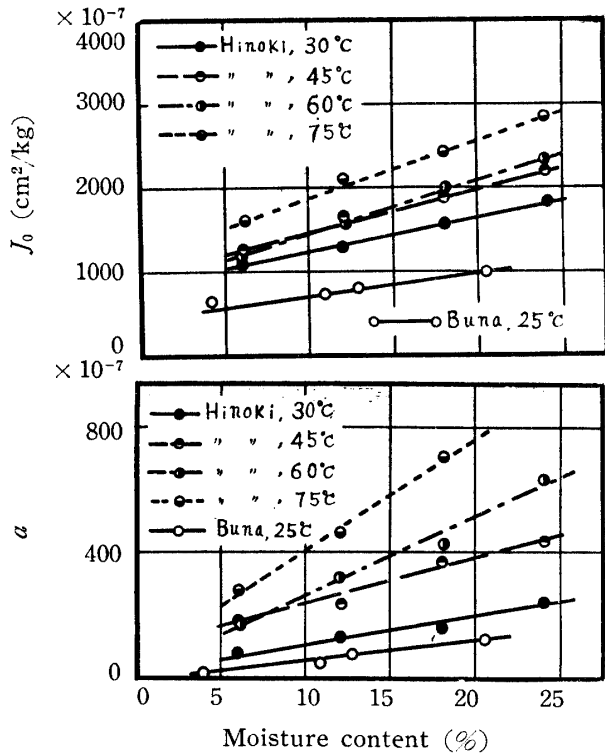 × 10⁻⁷
4000
3000
2000
1000
0
J₀ (cm²/kg)
Hinoki, 30°C
〃 〃, 45°C
〃 〃, 60°C
〃 〃, 75°C
Buna, 25°C
× 10⁻⁷
800
400
0
a
Hinoki, 30°C
〃 〃, 45°C
〃 〃, 60°C
〃 〃, 75°C
Buna, 25°C
0 5 10 15 20 25
Moisture content (%)